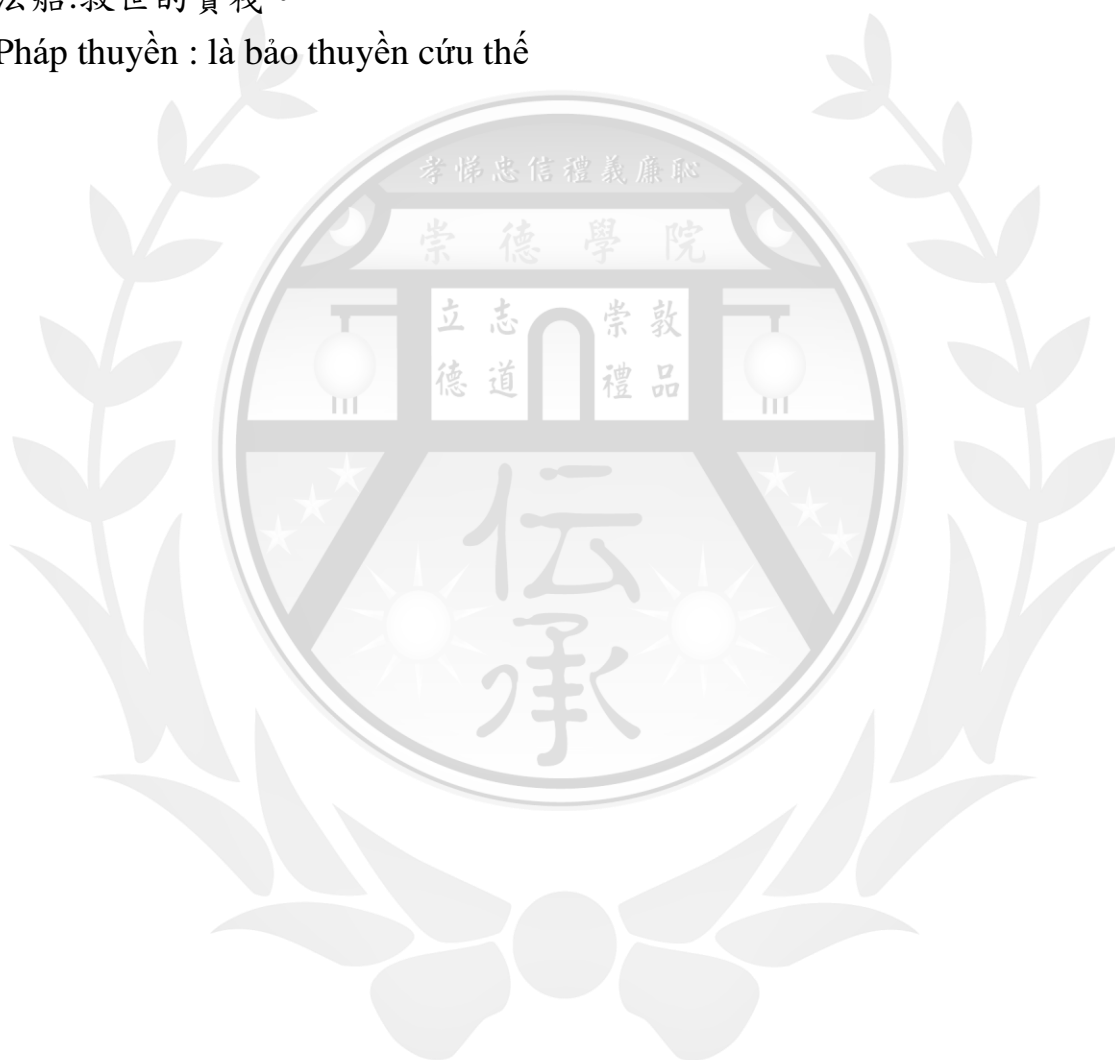 法船:救世的寶筏。
Pháp thuyền : là bảo thuyền cứu thế
孝悌忠信禮義廉恥
崇德學院
立志 崇敦
德道 禮品
伝承